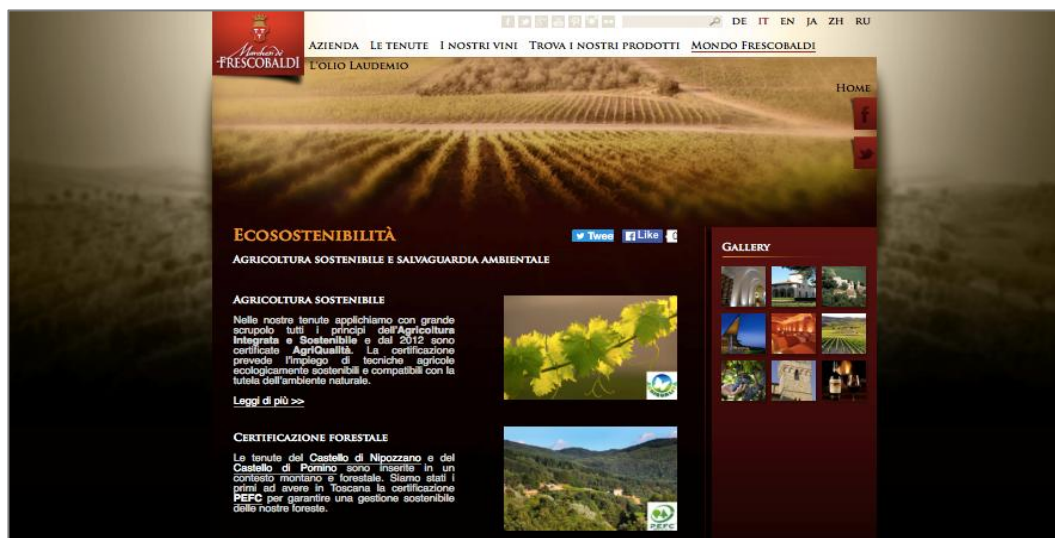 DE IT EN JA ZH RU
Marchesi de'
FRESCOBALDI
AZIENDA LE TENUTE I NOSTRI VINI TROVA I NOSTRI PRODOTTI MONDO FRESCOBALDI
L'OLIO LAUDEMIO
HOME
ECOSOSTENIBILITÀ
Twee
Like
AGRICOLTURA SOSTENIBILE E SALVAGUARDIA AMBIENTALE
AGRICOLTURA SOSTENIBILE
Nelle nostre tenute applichiamo con grande
scrupolo tutti i principi dell'Agricoltura
Integrata e Sostenibile e dal 2012 sono
certificate AgriQualità. La certificazione
prevede l'impiego di tecniche agricole
ecologicamente sostenibili e compatibili con la
tutela dell'ambiente naturale.
Leggi di più >>
CERTIFICAZIONE FORESTALE
Le tenute del Castello di Nipozzano e del
Castello di Pomino sono inserite in un
contesto montano e forestale. Siamo stati i
primi ad avere in Toscana la certificazione
PEFC per garantire una gestione sostenibile
delle nostre foreste.
PEFC
GALLERY